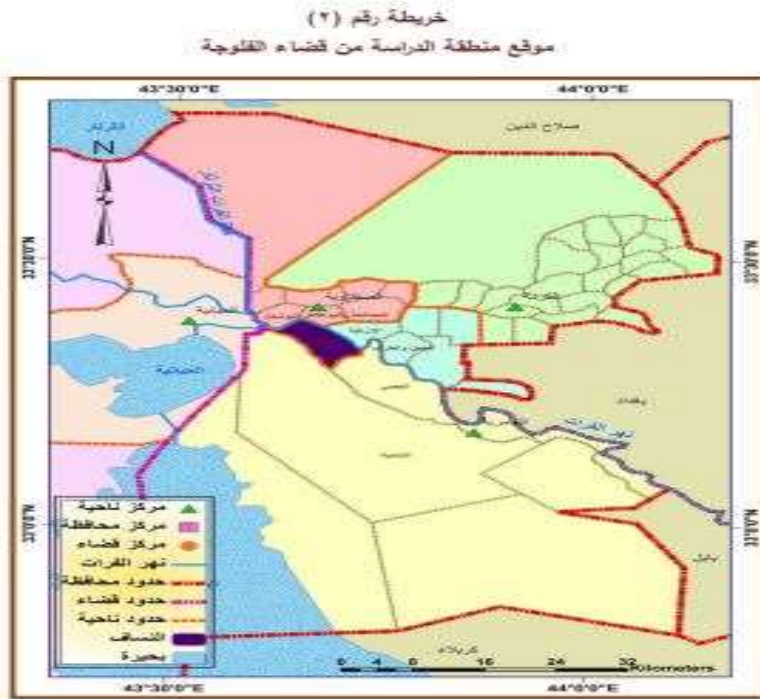 خريطة رقم (٢)
موقع منطقة الدراسة من قضاء الفلوجة
43°30'0"E
44°0'0"E
صلاح الدين
الثرثار
N
33°30'0"N
33°30'0"N
الحبانية
بغداد
نهر الفرات
بابل
33°0'0"N
33°0'0"N
كربلاء
مركز ناحية
مركز محافظة
مركز قضاء
نهر الفرات
حدود محافظة
حدود قضاء
حدود ناحية
النساف
بحيرة
0 4 8 16 24 32 Kilometers
43°30'0"E
44°0'0"E